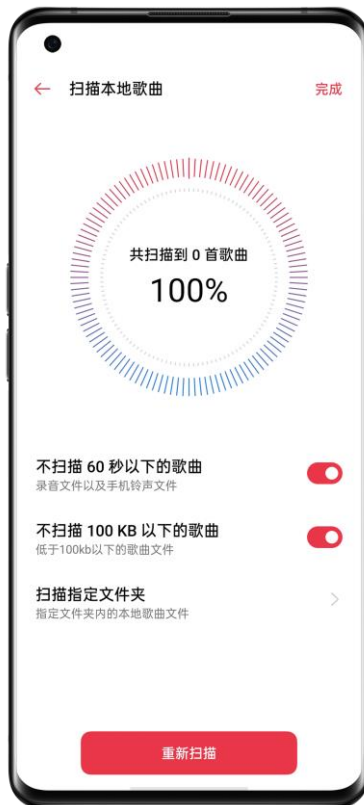 扫描本地歌曲
完成
共扫描到 0 首歌曲
100%
不扫描 60 秒以下的歌曲
录音文件以及手机铃声文件
不扫描 100 KB 以下的歌曲
低于100kb以下的歌曲文件
扫描指定文件夹
指定文件夹内的本地歌曲文件
重新扫描